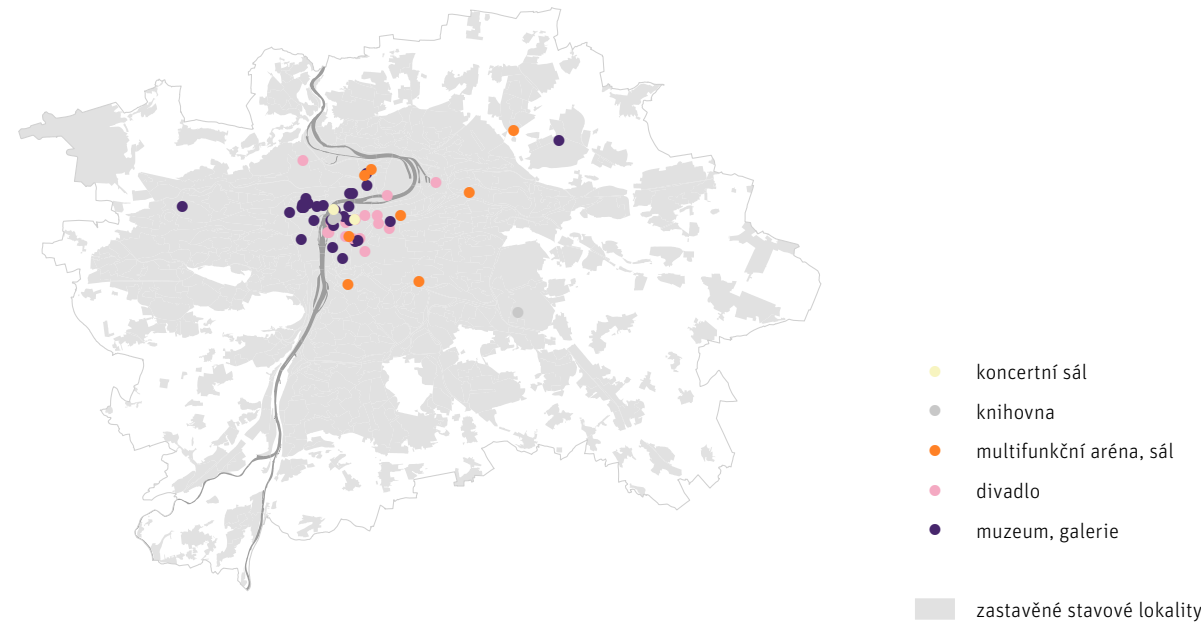 koncertní sál
knihovna
multifunkční aréna, sál
divadlo
muzeum, galerie
zastavěné stavové lokality